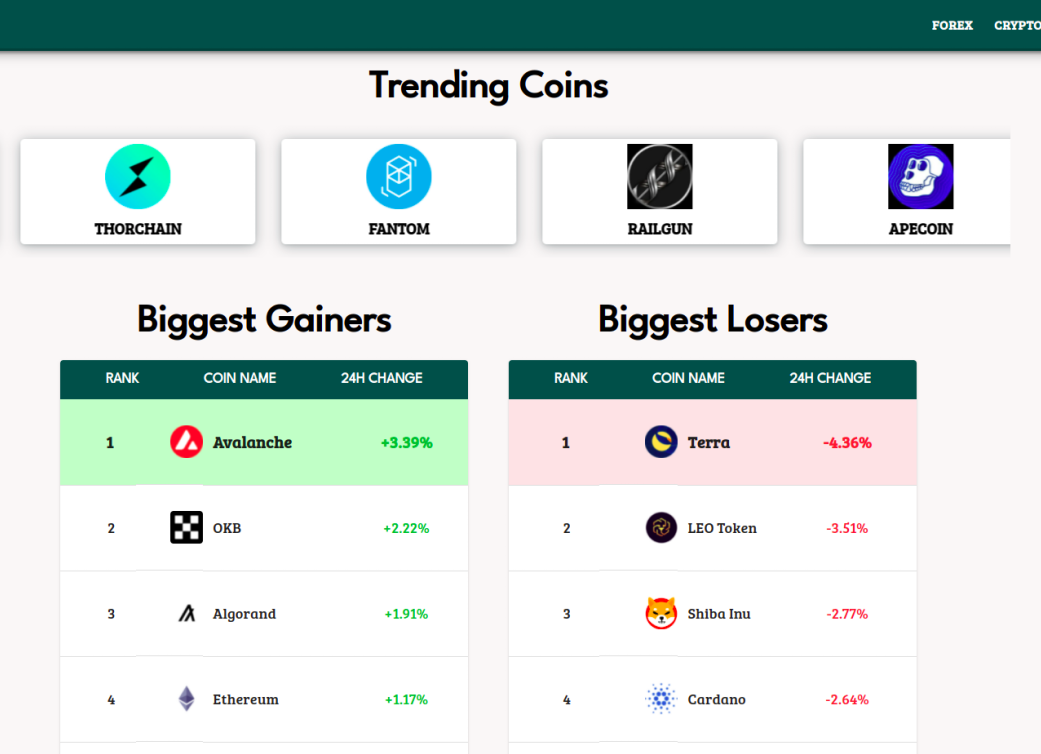 FOREX CRYPTO
Trending Coins
THORCHAIN FANTOM RAILGUN APECOIN
Biggest Gainers
RANK COIN NAME 24H CHANGE
1 Avalanche +3.39%
2 OKB +2.22%
3 Algorand +1.91%
4 Ethereum +1.17%
Biggest Losers
RANK COIN NAME 24H CHANGE
1 Terra -4.36%
2 LEO Token -3.51%
3 Shiba Inu -2.77%
4 Cardano -2.64%